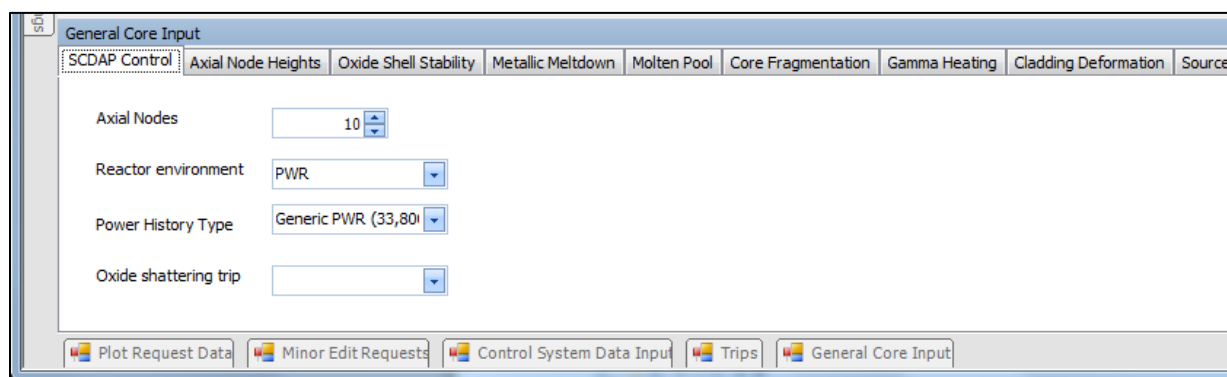 ngs
General Core Input
SCDAP Control Axial Node Heights Oxide Shell Stability Metallic Meltdown Molten Pool Core Fragmentation Gamma Heating Cladding Deformation Source
Axial Nodes 10
Reactor environment PWR
Power History Type Generic PWR (33,80
Oxide shattering trip
Plot Request Data Minor Edit Requests Control System Data Input Trips General Core Input